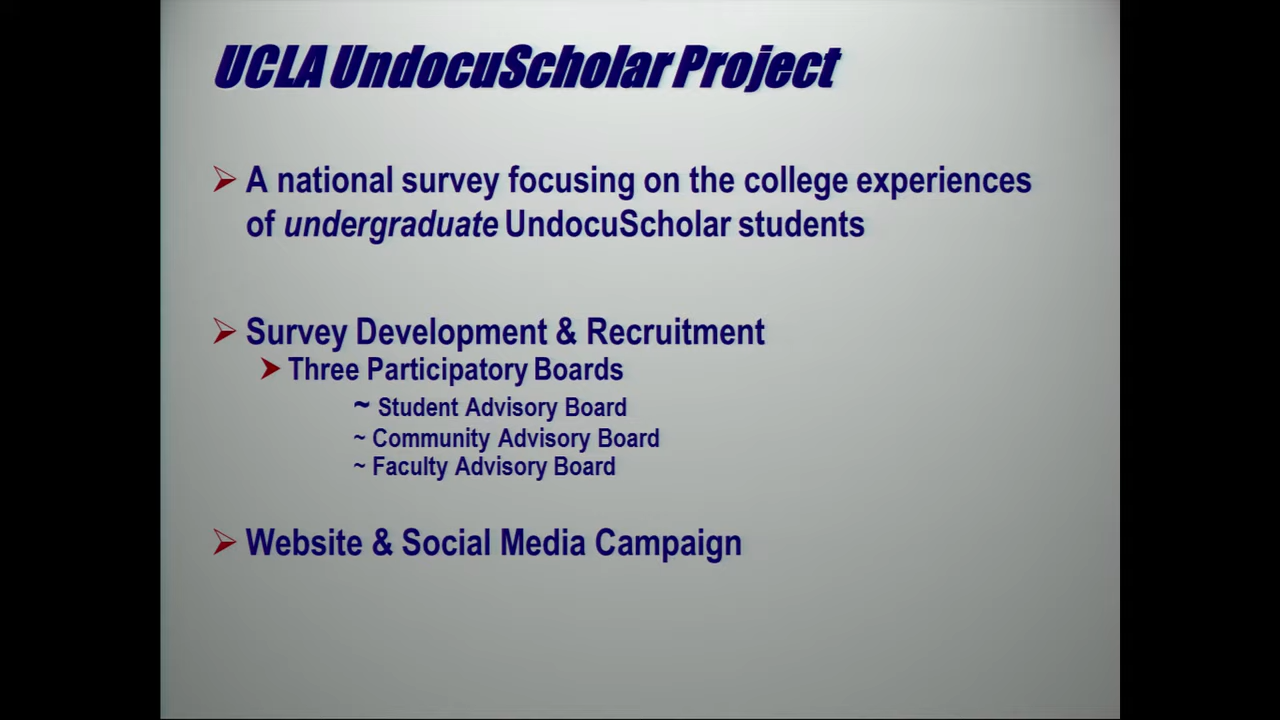 UCLA UndocuScholar Project
A national survey focusing on the college experiences
of undergraduate UndocuScholar students
Survey Development & Recruitment
Three Participatory Boards
~ Student Advisory Board
~ Community Advisory Board
~ Faculty Advisory Board
Website & Social Media Campaign